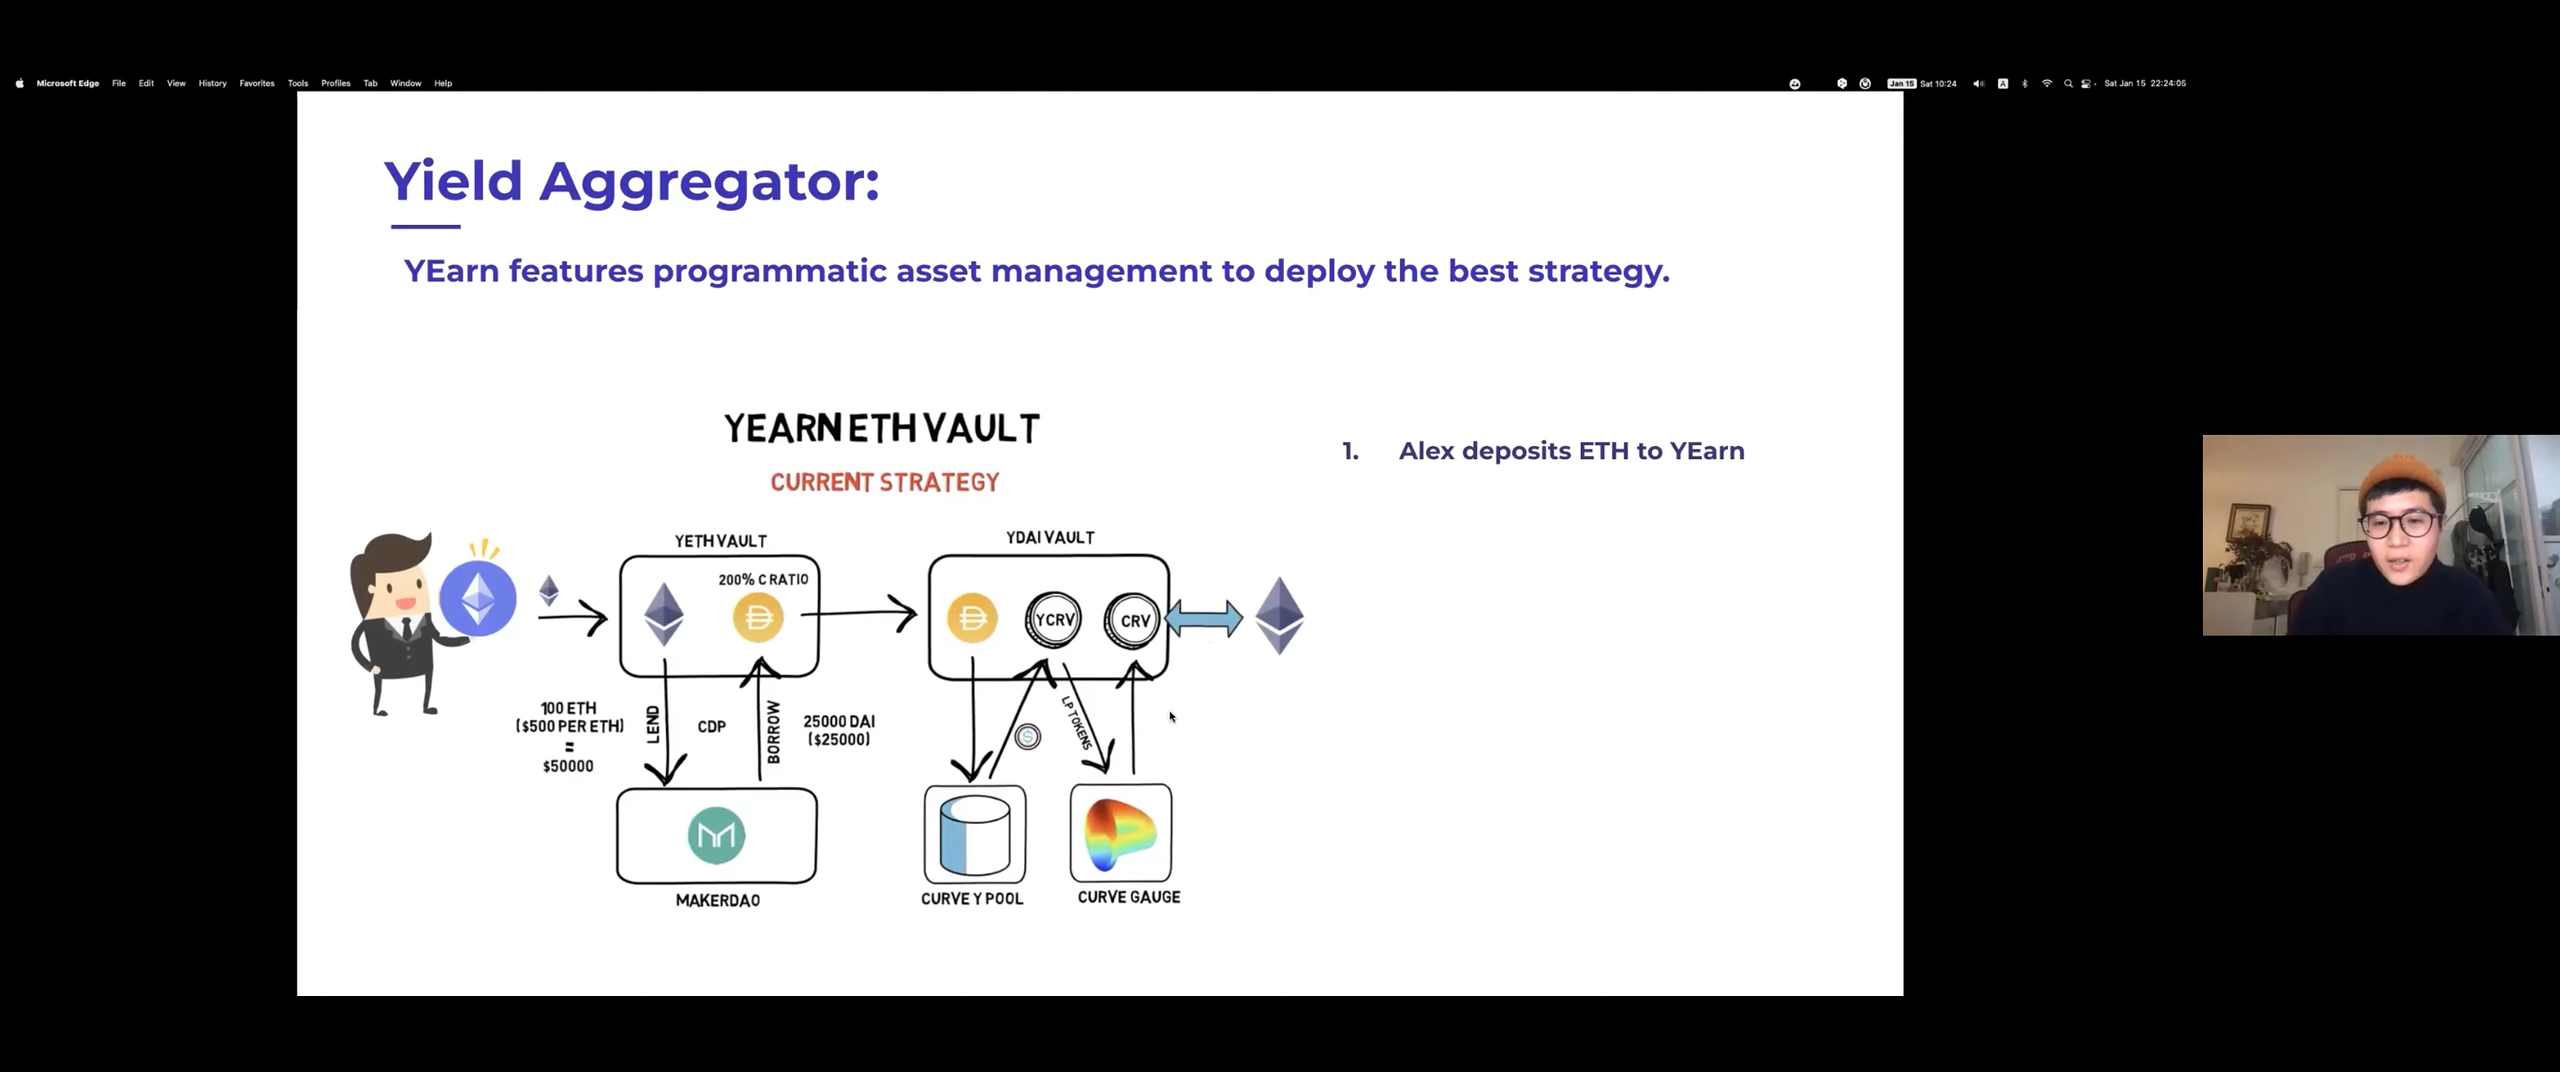 Microsoft Edge File Edit View History Favorites Tools Profiles Tab Window Help
Jan 15 Sat 10:24 A Sat Jan 15 22:24:05
Yield Aggregator:
YEarn features programmatic asset management to deploy the best strategy.
YEARN ETH VAULT
CURRENT STRATEGY
1. Alex deposits ETH to YEarn
YETH VAULT
200% C RATIO
YDAI VAULT
YCRV
CRV
100 ETH
($500 PER ETH)
=
$50000
LEND
CDP
BORROW
25000 DAI
($25000)
$
LP TOKENS
MAKERDAO
CURVE Y POOL
CURVE GAUGE